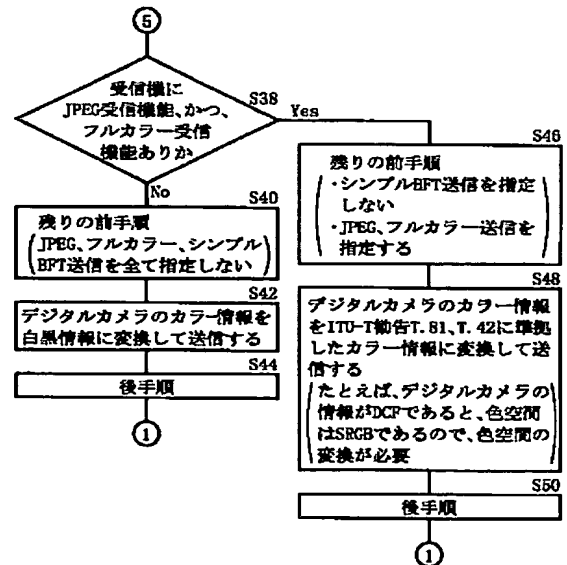 ⑤
受信機に
JPEG受信機能、かつ、
フルカラー受信
機能ありか
S38
Yes
No
S40
残りの前手順
(JPEG、フルカラー、シンプル
BFT送信を全て指定しない)
S42
デジタルカメラのカラー情報を
白黒情報に変換して送信する
S44
後手順
①
S46
残りの前手順
(・シンプルBFT送信を指定
しない
・JPEG、フルカラー送信を
指定する)
S48
デジタルカメラのカラー情報
をITU-T勧告T.81、T.42に準拠
したカラー情報に変換して送
信する
(たとえば、デジタルカメラの
情報がDCFであると、色空間
はSRGBであるので、色空間の
変換が必要)
S50
後手順
①